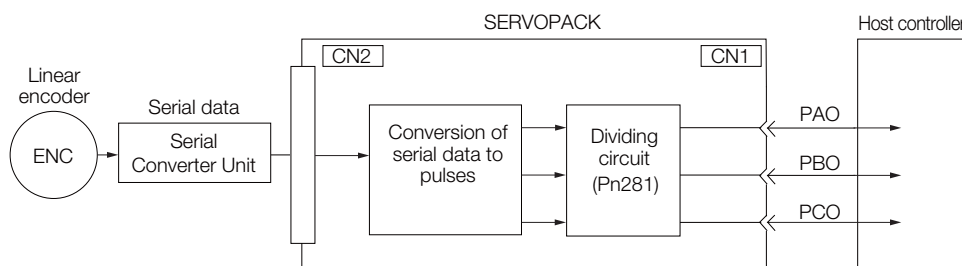 SERVOPACK
Host controller
CN2
CN1
Linear
encoder
Serial data
ENC
Serial
Converter Unit
Conversion of
serial data to
pulses
Dividing
circuit
(Pn281)
PAO
PBO
PCO